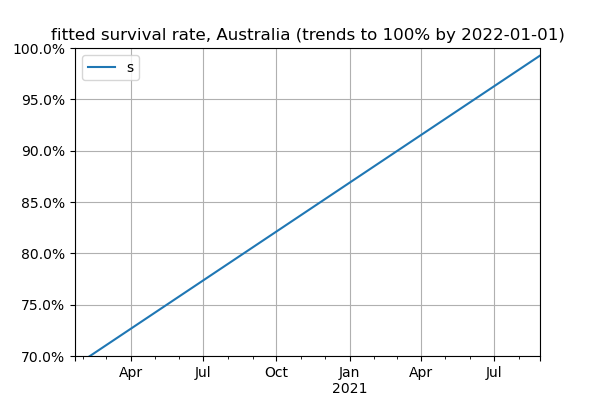 fitted survival rate, Australia (trends to 100% by 2022-01-01)
100.0%
s
95.0%
90.0%
85.0%
80.0%
75.0%
70.0%
Apr Jul Oct Jan Apr Jul
2021